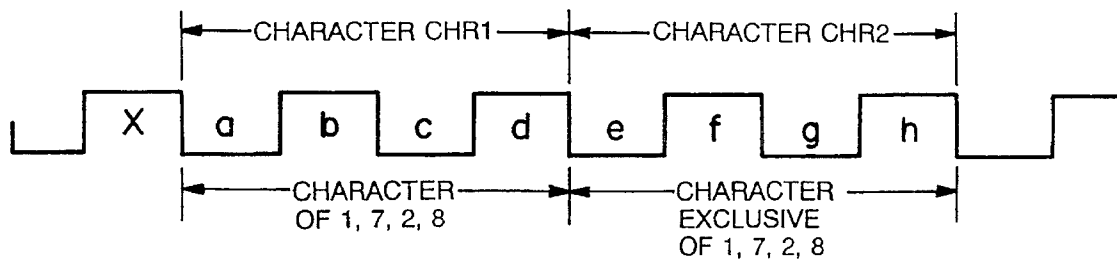 CHARACTER CHR1
CHARACTER CHR2
X a b c d e f g h
CHARACTER
OF 1, 7, 2, 8
CHARACTER
EXCLUSIVE
OF 1, 7, 2, 8